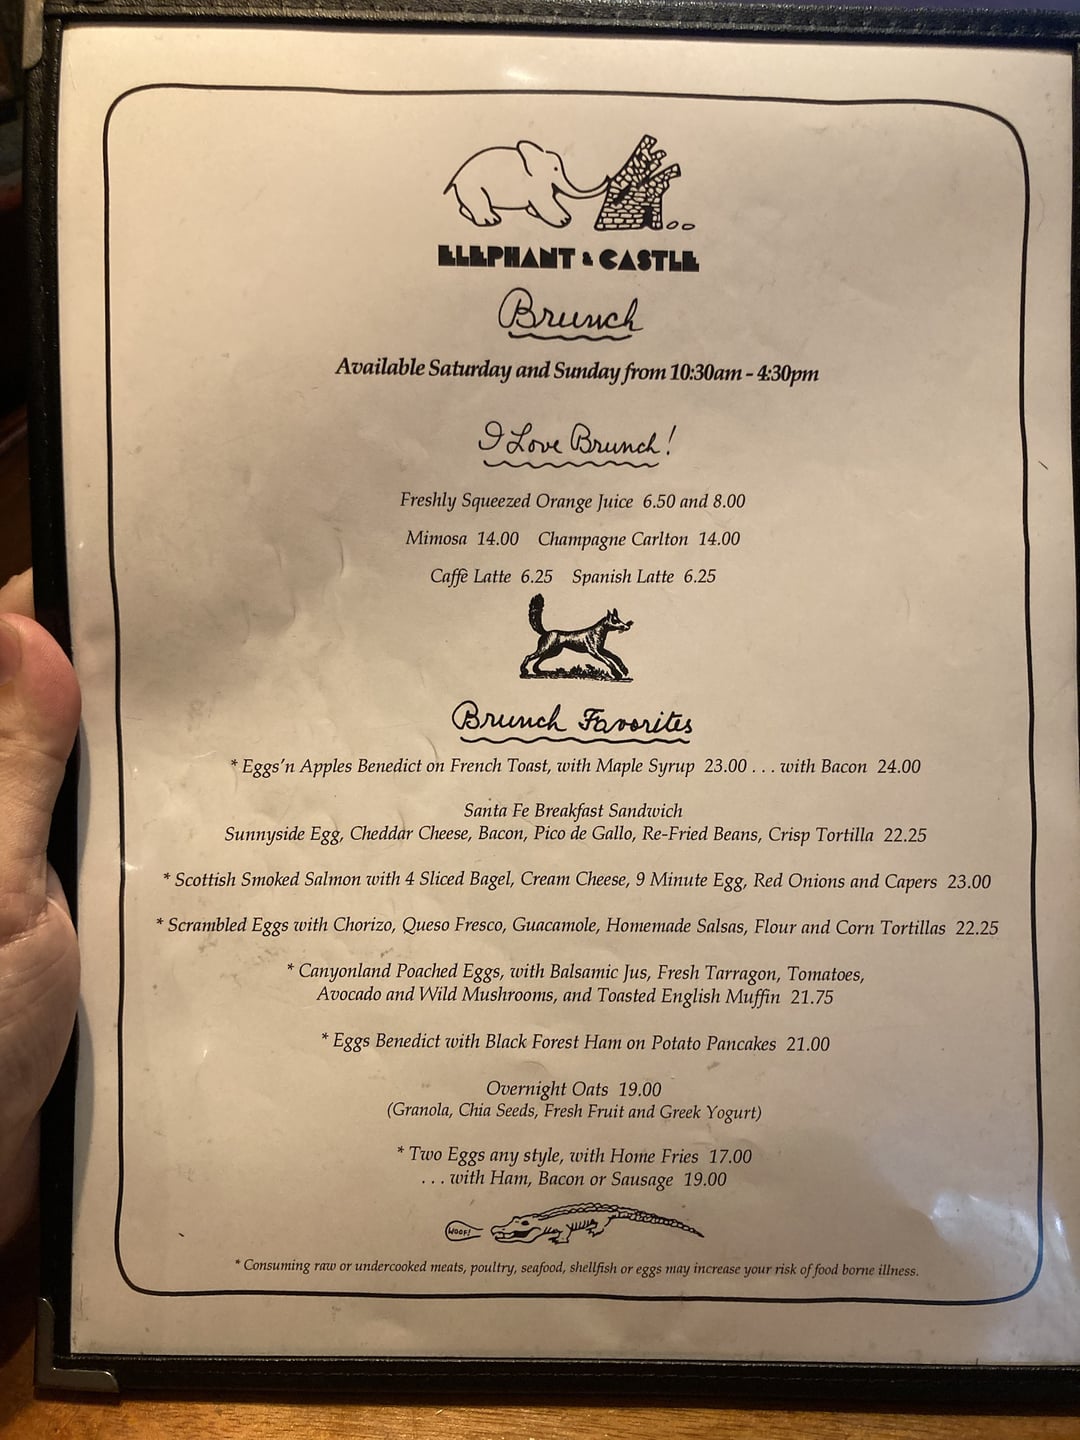 ELEPHANT & CASTLE
Brunch
Available Saturday and Sunday from 10:30am - 4:30pm
I Love Brunch!
Freshly Squeezed Orange Juice 6.50 and 8.00
Mimosa 14.00 Champagne Carlton 14.00
Caffè Latte 6.25 Spanish Latte 6.25
Brunch Favorites
* Eggs'n Apples Benedict on French Toast, with Maple Syrup 23.00 . . . with Bacon 24.00
Santa Fe Breakfast Sandwich
Sunnyside Egg, Cheddar Cheese, Bacon, Pico de Gallo, Re-Fried Beans, Crisp Tortilla 22.25
* Scottish Smoked Salmon with 4 Sliced Bagel, Cream Cheese, 9 Minute Egg, Red Onions and Capers 23.00
* Scrambled Eggs with Chorizo, Queso Fresco, Guacamole, Homemade Salsas, Flour and Corn Tortillas 22.25
* Canyonland Poached Eggs, with Balsamic Jus, Fresh Tarragon, Tomatoes,
Avocado and Wild Mushrooms, and Toasted English Muffin 21.75
* Eggs Benedict with Black Forest Ham on Potato Pancakes 21.00
Overnight Oats 19.00
(Granola, Chia Seeds, Fresh Fruit and Greek Yogurt)
* Two Eggs any style, with Home Fries 17.00
. . . with Ham, Bacon or Sausage 19.00
WOOF!
* Consuming raw or undercooked meats, poultry, seafood, shellfish or eggs may increase your risk of food borne illness.